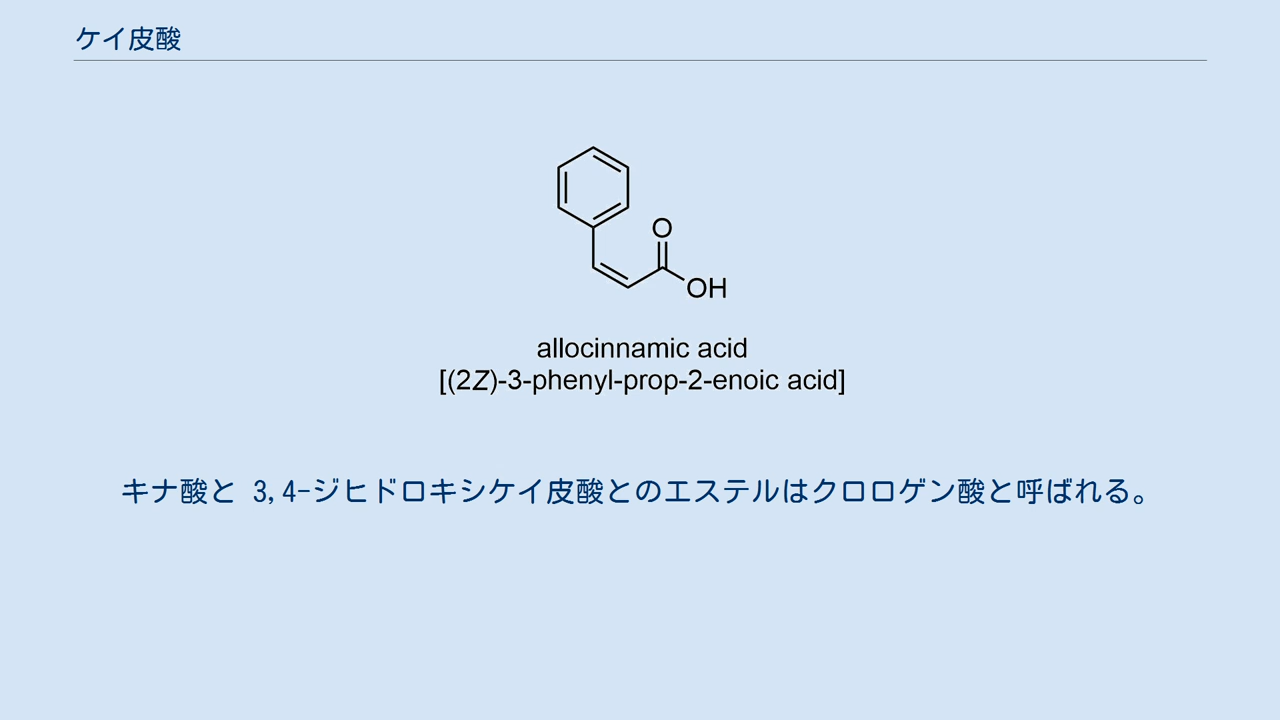 ケイ皮酸
O
OH
allocinnamic acid
[(2Z)-3-phenyl-prop-2-enoic acid]
キナ酸と 3,4-ジヒドロキシケイ皮酸とのエステルはクロロゲン酸と呼ばれる。